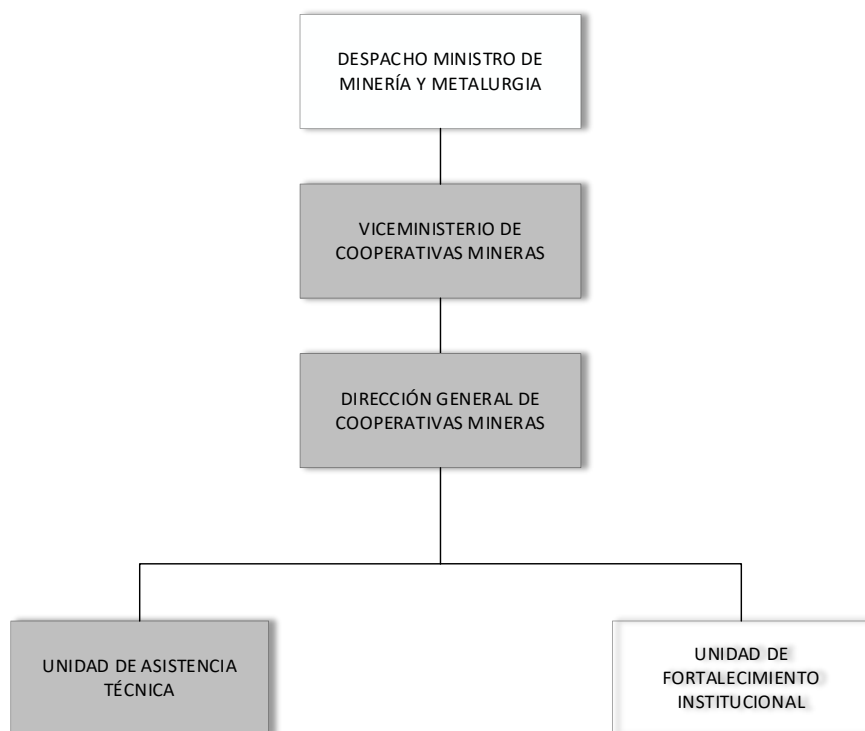 DESPACHO MINISTRO DE
MINERÍA Y METALURGIA
VICEMINISTERIO DE
COOPERATIVAS MINERAS
DIRECCIÓN GENERAL DE
COOPERATIVAS MINERAS
UNIDAD DE ASISTENCIA
TÉCNICA
UNIDAD DE
FORTALECIMIENTO
INSTITUCIONAL